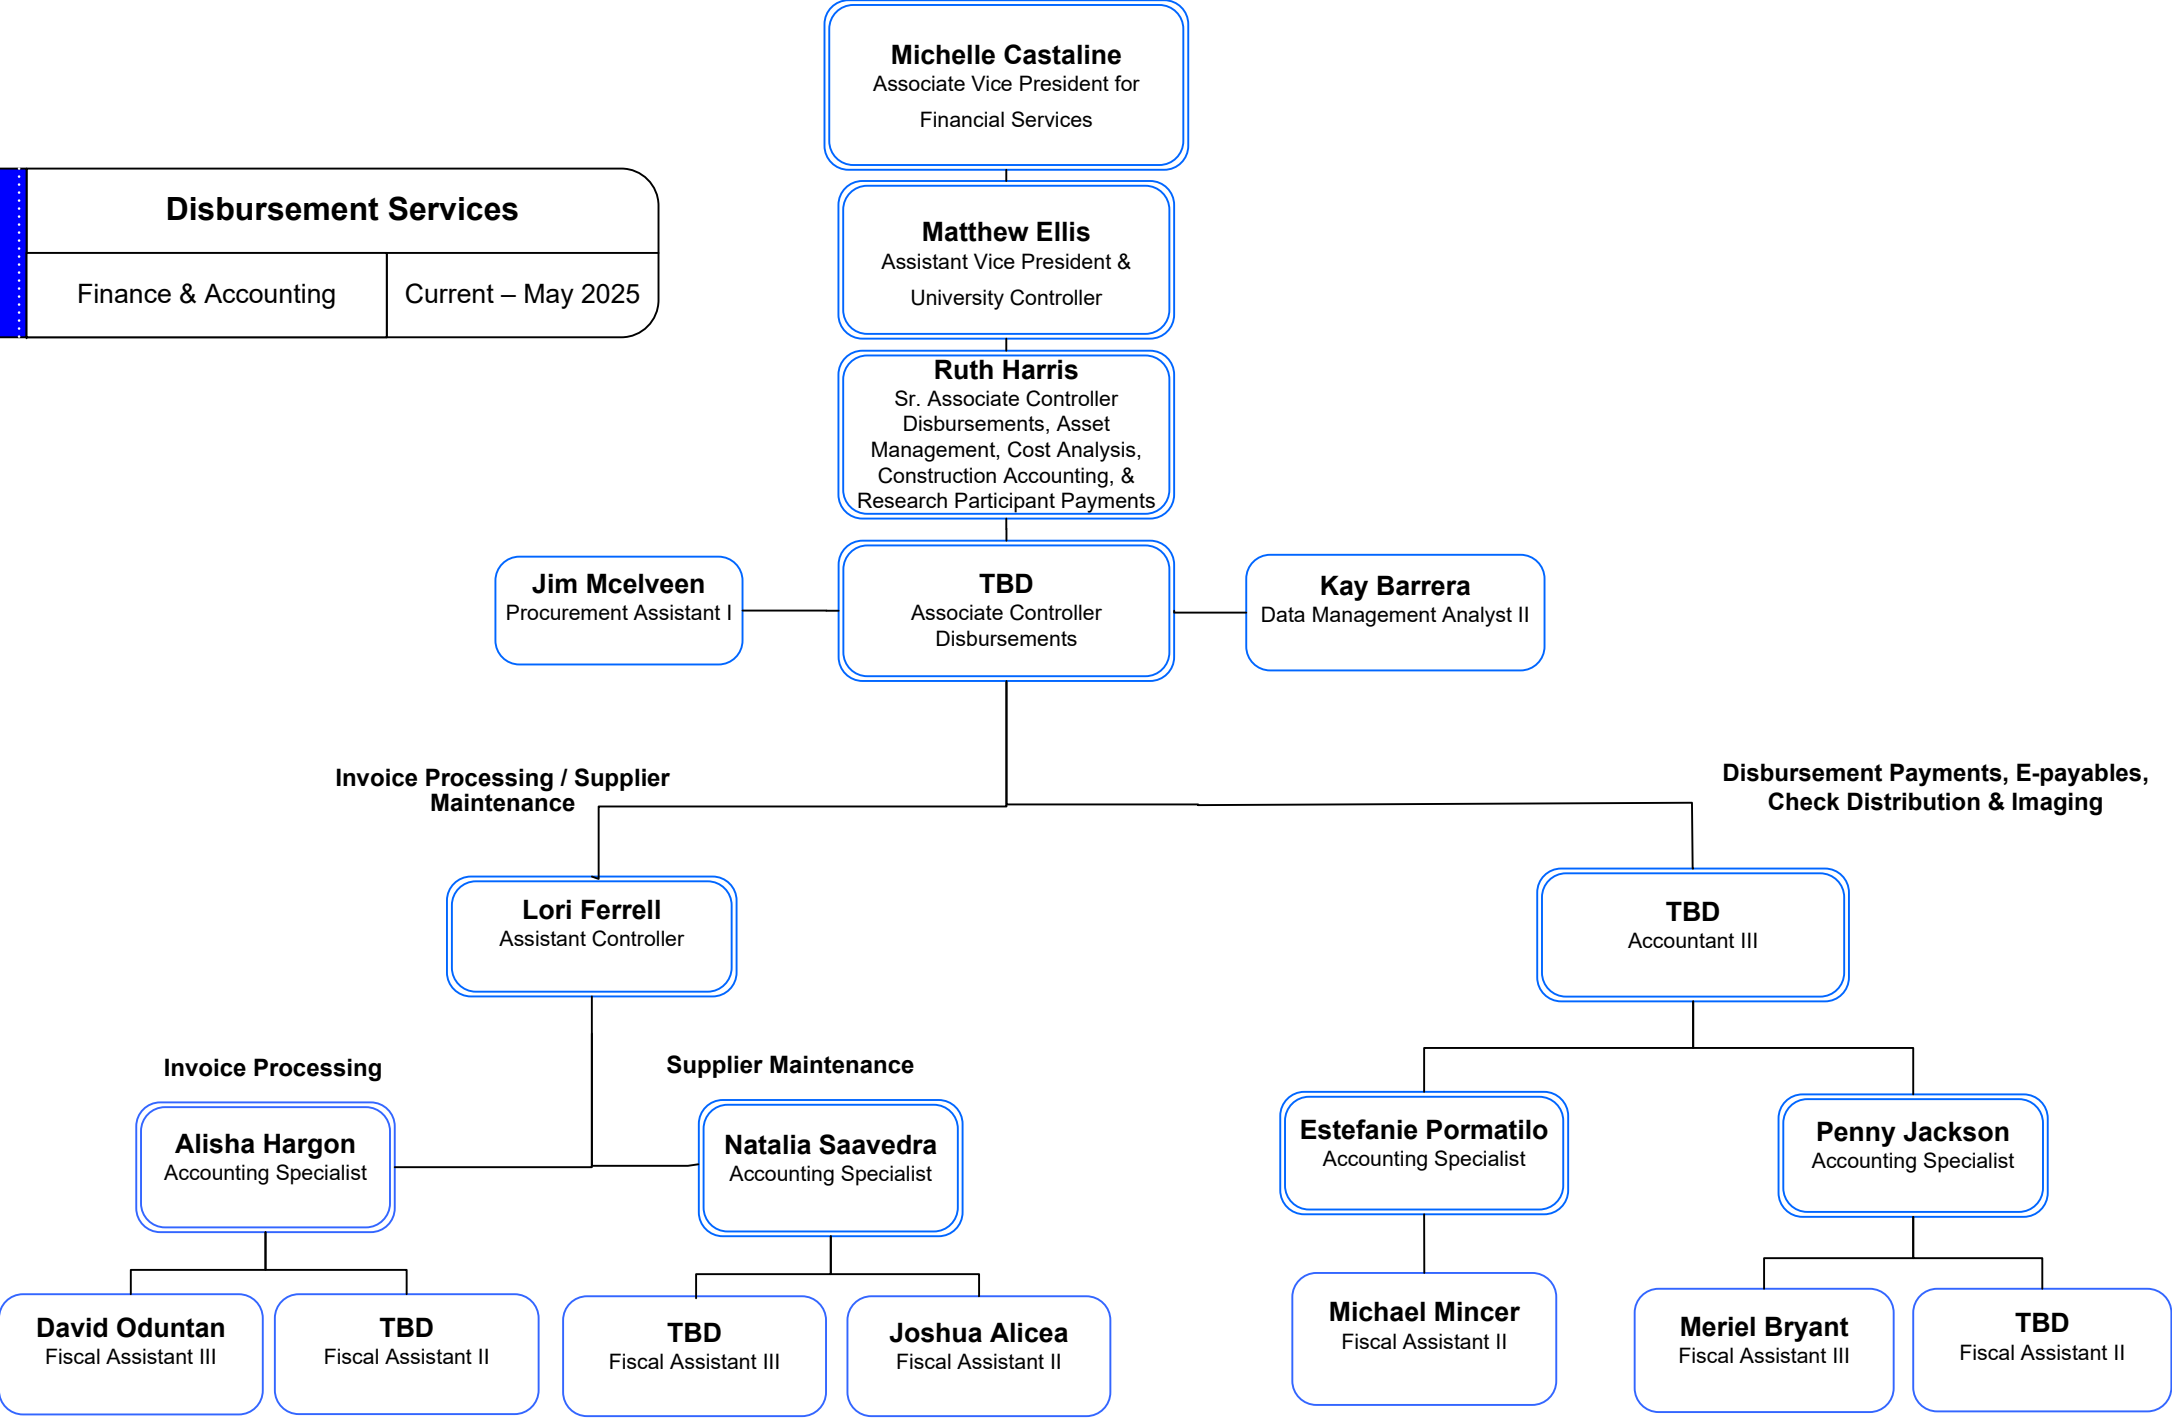 Michelle Castaline
Associate Vice President for
Financial Services
Disbursement Services
Finance & Accounting
Current – May 2025
Matthew Ellis
Assistant Vice President &
University Controller
Ruth Harris
Sr. Associate Controller
Disbursements, Asset
Management, Cost Analysis,
Construction Accounting, &
Research Participant Payments
Jim Mcelveen
Procurement Assistant I
TBD
Associate Controller
Disbursements
Kay Barrera
Data Management Analyst II
Invoice Processing / Supplier
Maintenance
Disbursement Payments, E-payables,
Check Distribution & Imaging
Lori Ferrell
Assistant Controller
TBD
Accountant III
Invoice Processing
Supplier Maintenance
Alisha Hargon
Accounting Specialist
Natalia Saavedra
Accounting Specialist
Estefanie Pormatilo
Accounting Specialist
Penny Jackson
Accounting Specialist
David Oduntan
Fiscal Assistant III
TBD
Fiscal Assistant II
TBD
Fiscal Assistant III
Joshua Alicea
Fiscal Assistant II
Michael Mincer
Fiscal Assistant II
Meriel Bryant
Fiscal Assistant III
TBD
Fiscal Assistant II